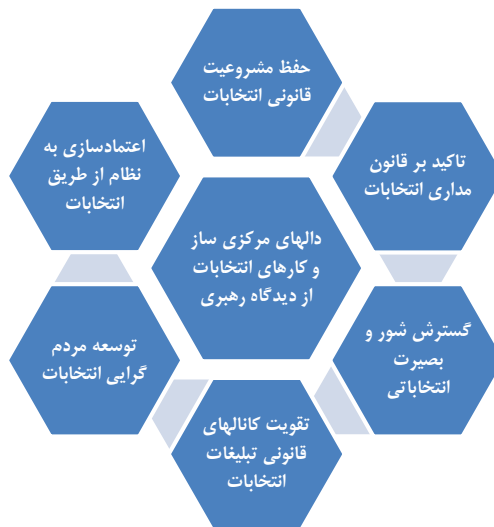 حفظ مشروعیت
قانونی انتخابات
تاکید بر قانون
مداری انتخابات
گسترش شور و
بصیرت
انتخاباتی
تقویت کانالهای
قانونی تبلیغات
انتخابات
توسعه مردم
گرایی انتخابات
اعتمادسازی به
نظام از طریق
انتخابات
دالهای مرکزی ساز
و کارهای انتخابات
از دیدگاه رهبری